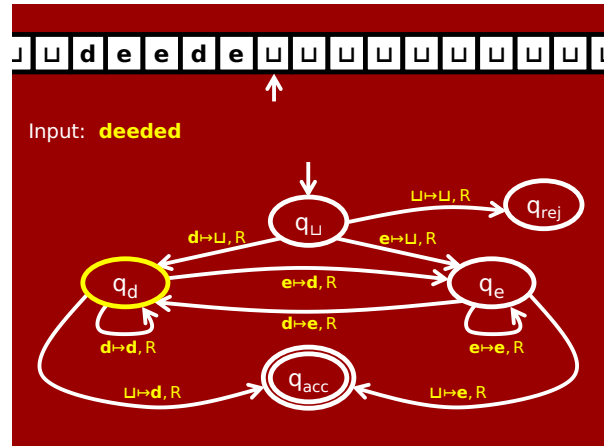 ⊔ ⊔ d e e d e ⊔ ⊔ ⊔ ⊔ ⊔ ⊔ ⊔ ⊔ ⊔ ⊔ ⊔
Input: deeded
⊔↦⊔, R
q⊔
qrej
d↦⊔, R
e↦⊔, R
qd
e↦d, R
qe
d↦e, R
d↦d, R
e↦e, R
qacc
⊔↦d, R
⊔↦e, R